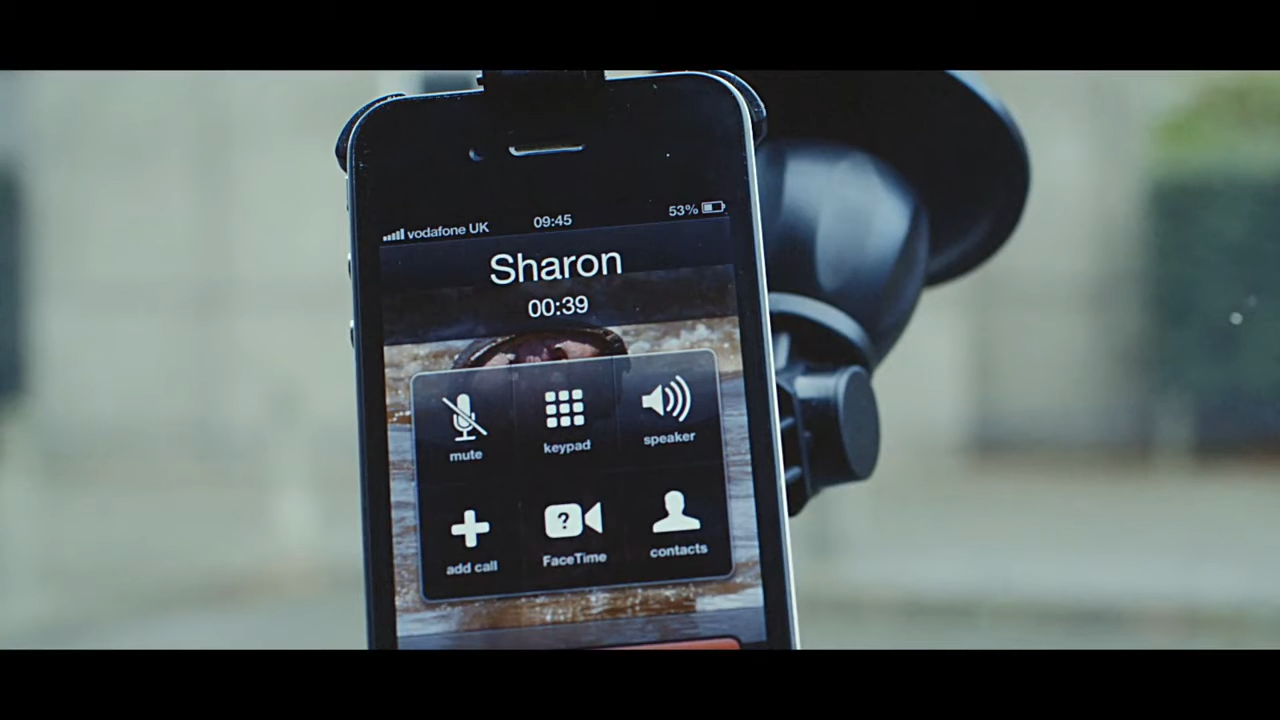 vodafone UK 09:45 53%
Sharon
00:39
mute keypad speaker
add call FaceTime contacts